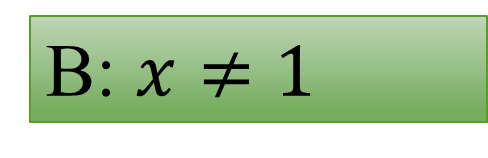 B: 𝑥 ≠ 1